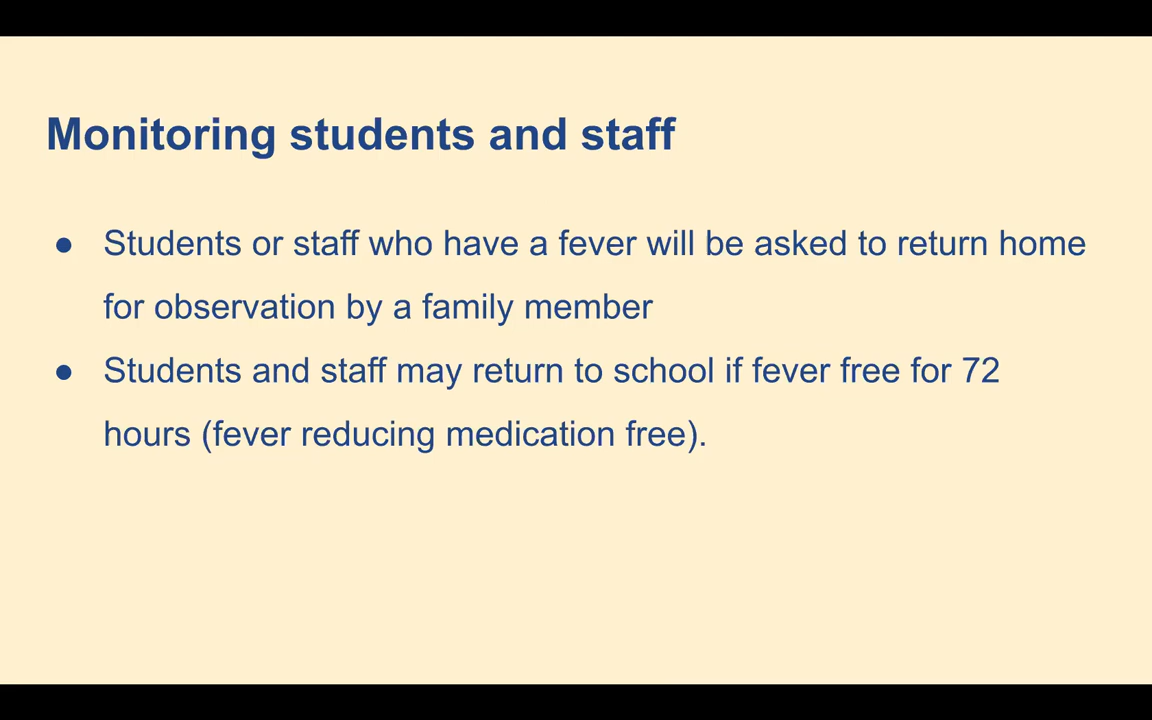 Monitoring students and staff
● Students or staff who have a fever will be asked to return home
for observation by a family member
● Students and staff may return to school if fever free for 72
hours (fever reducing medication free).